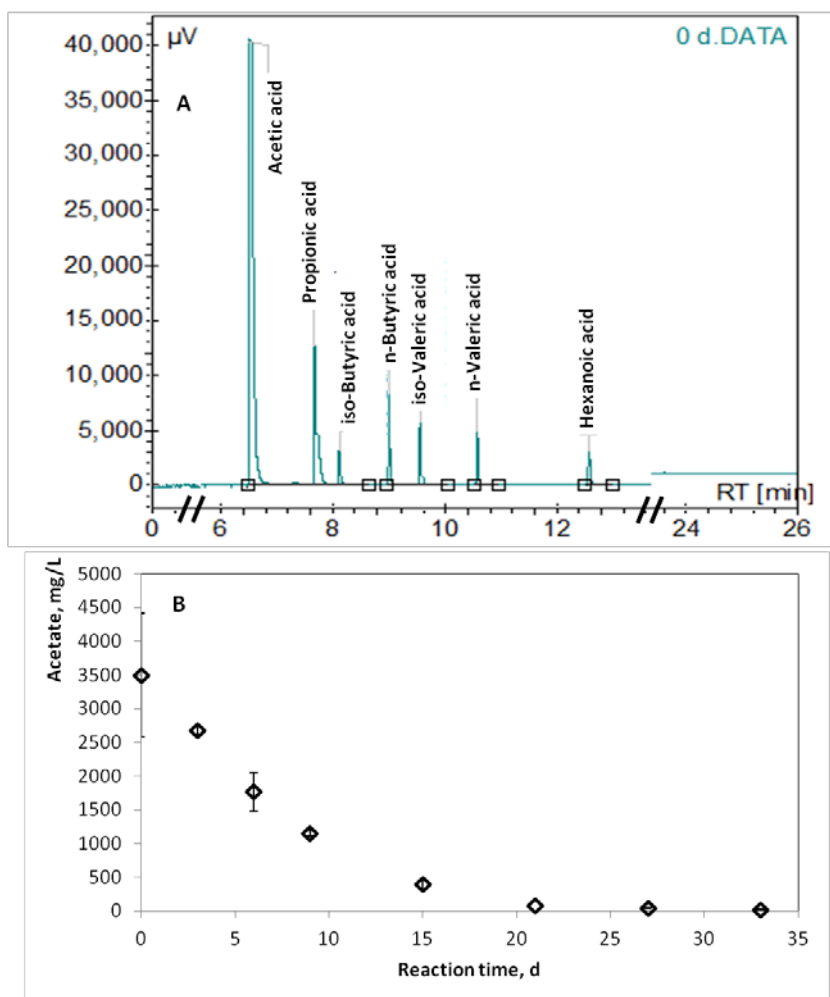 40,000
µV
0 d.DATA
35,000
A
Acetic acid
30,000
25,000
20,000
Propionic acid
iso-Butyric acid
n-Butyric acid
iso-Valeric acid
n-Valeric acid
Hexanoic acid
15,000
10,000
5,000
0
RT [min]
0 6 8 10 12 24 26
5000
B
4500
4000
3500
3000
2500
2000
1500
1000
500
0
Acetate, mg/L
0 5 10 15 20 25 30 35
Reaction time, d